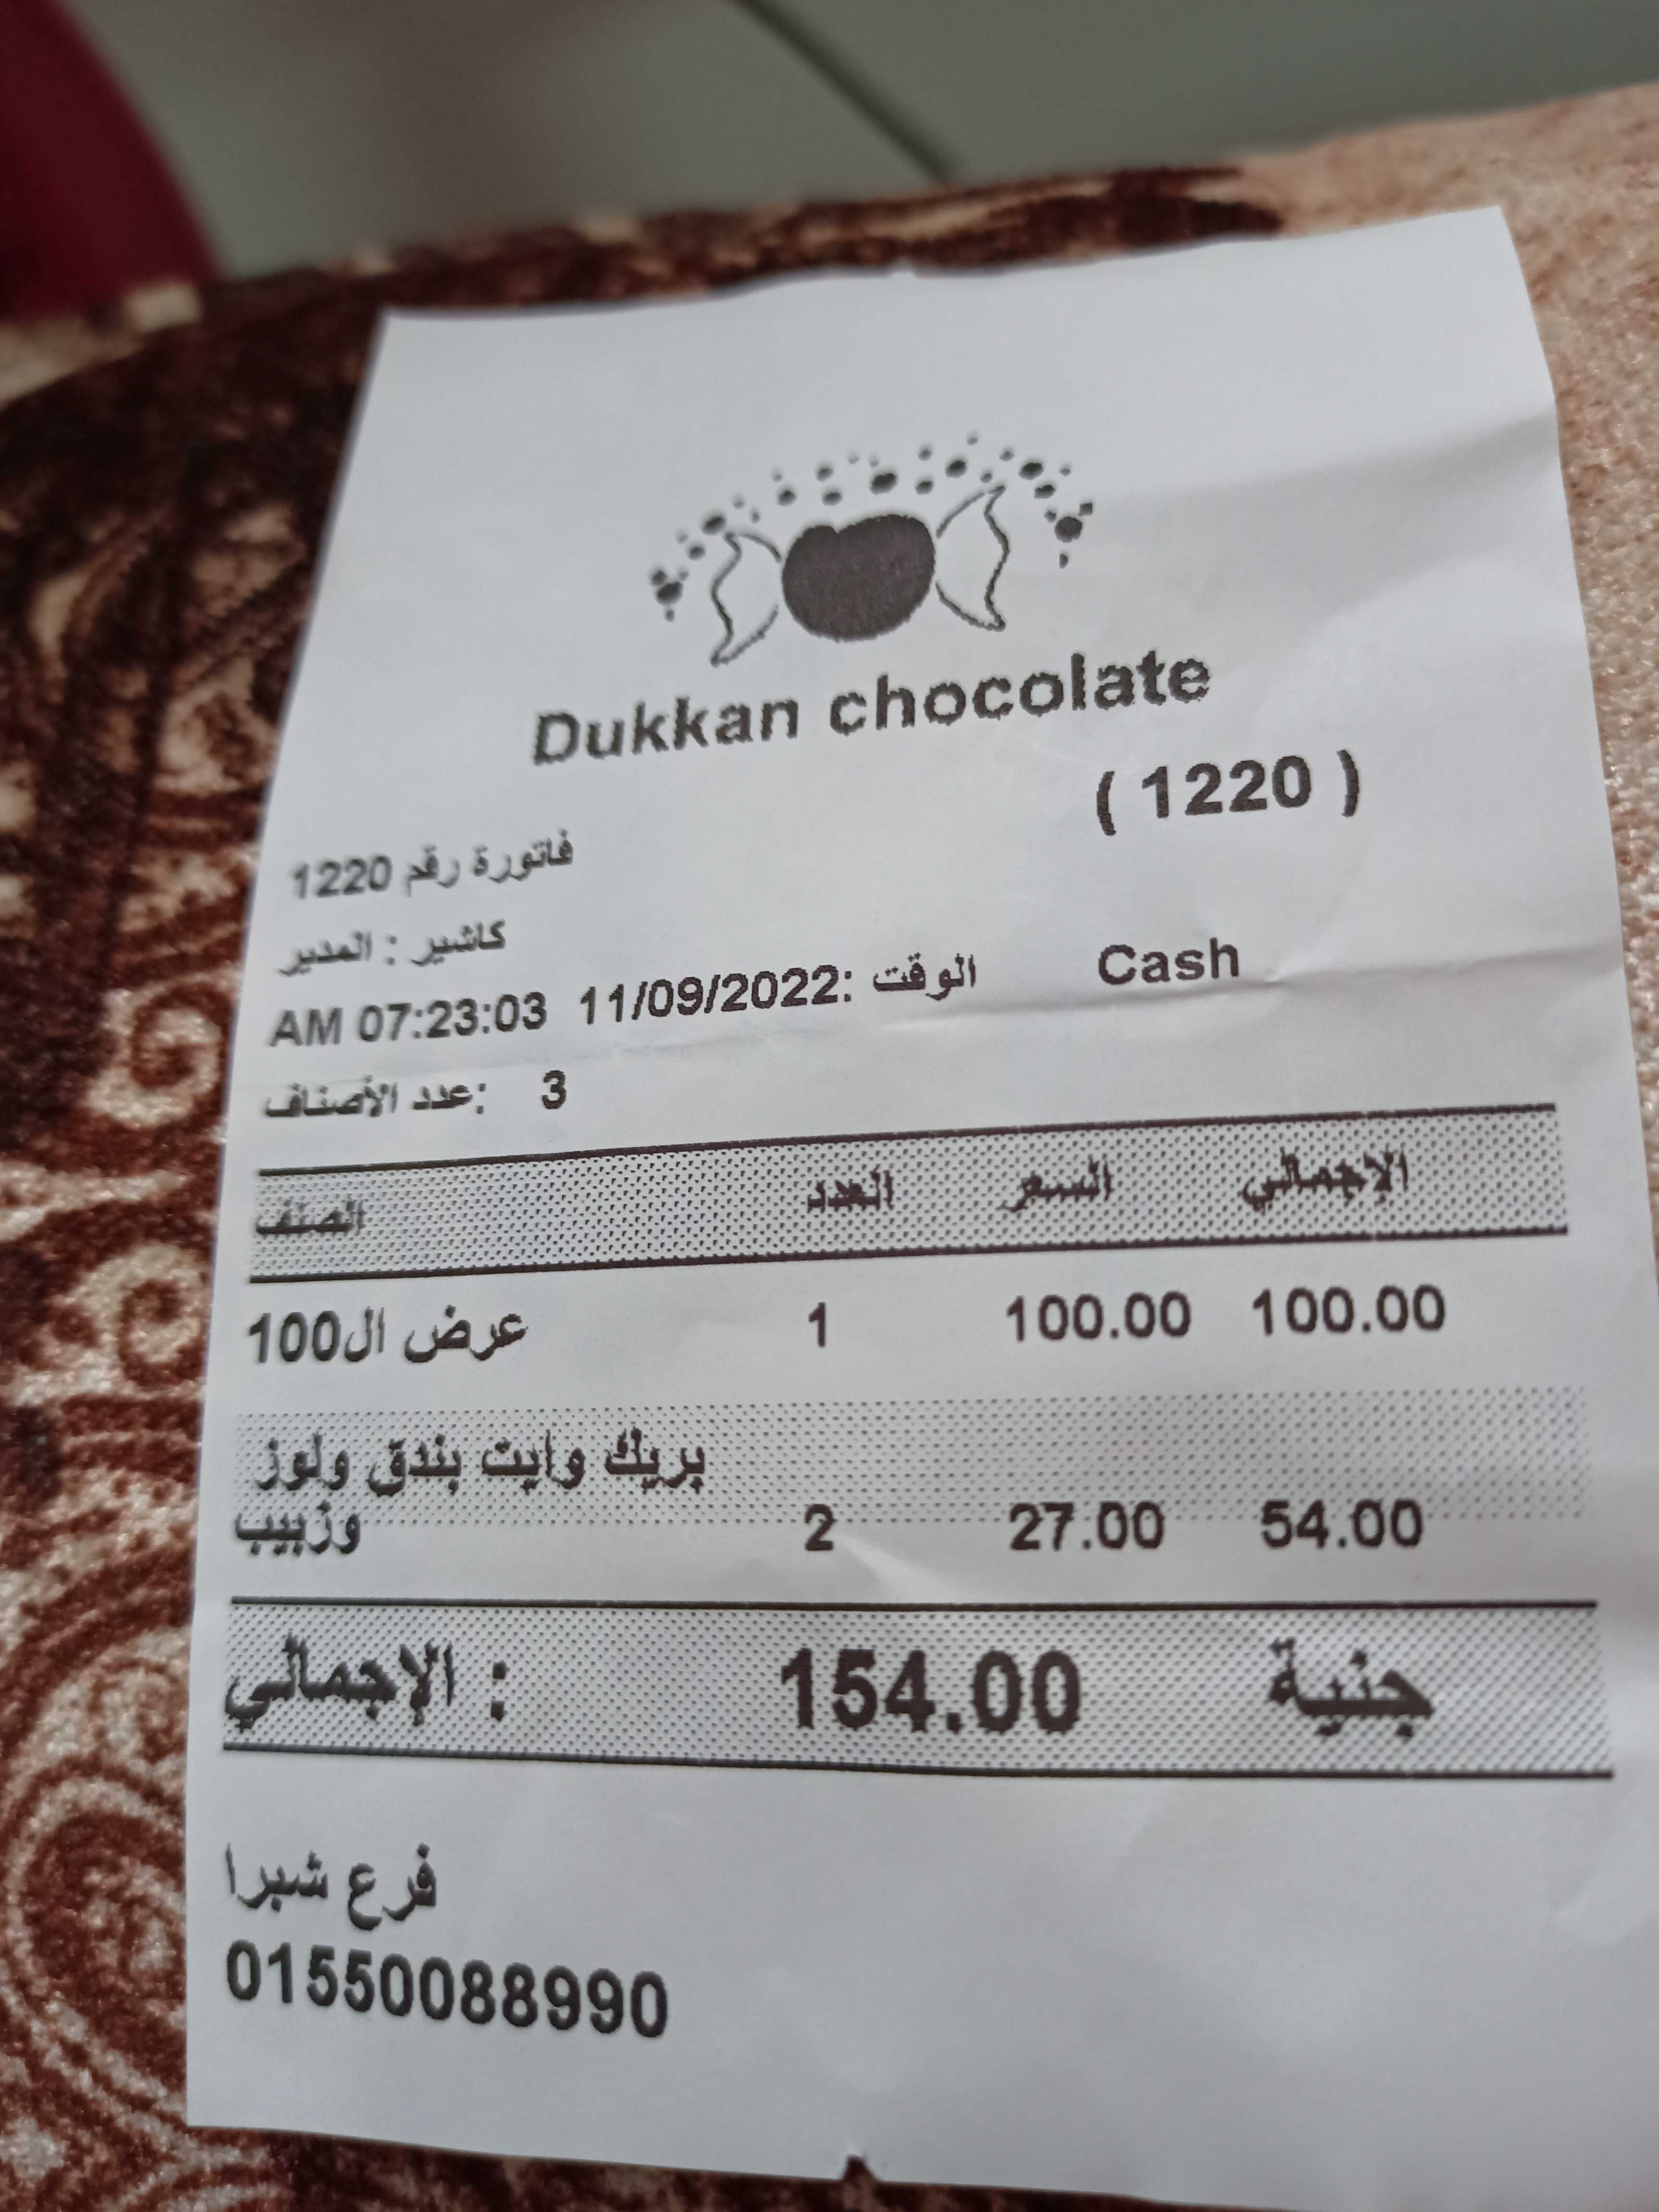 Dukkan chocolate
( 1220 )
فاتورة رقم 1220
كاشير : المدير
AM 07:23:03 11/09/2022: الوقت Cash
عدد الأصناف: 3
الصنف العدد السعر الإجمالي
عرض ال100 1 100.00 100.00
بريك وايت بندق ولوز
وزبيب 2 27.00 54.00
الإجمالي : 154.00 جنية
فرع شبرا
01550088990